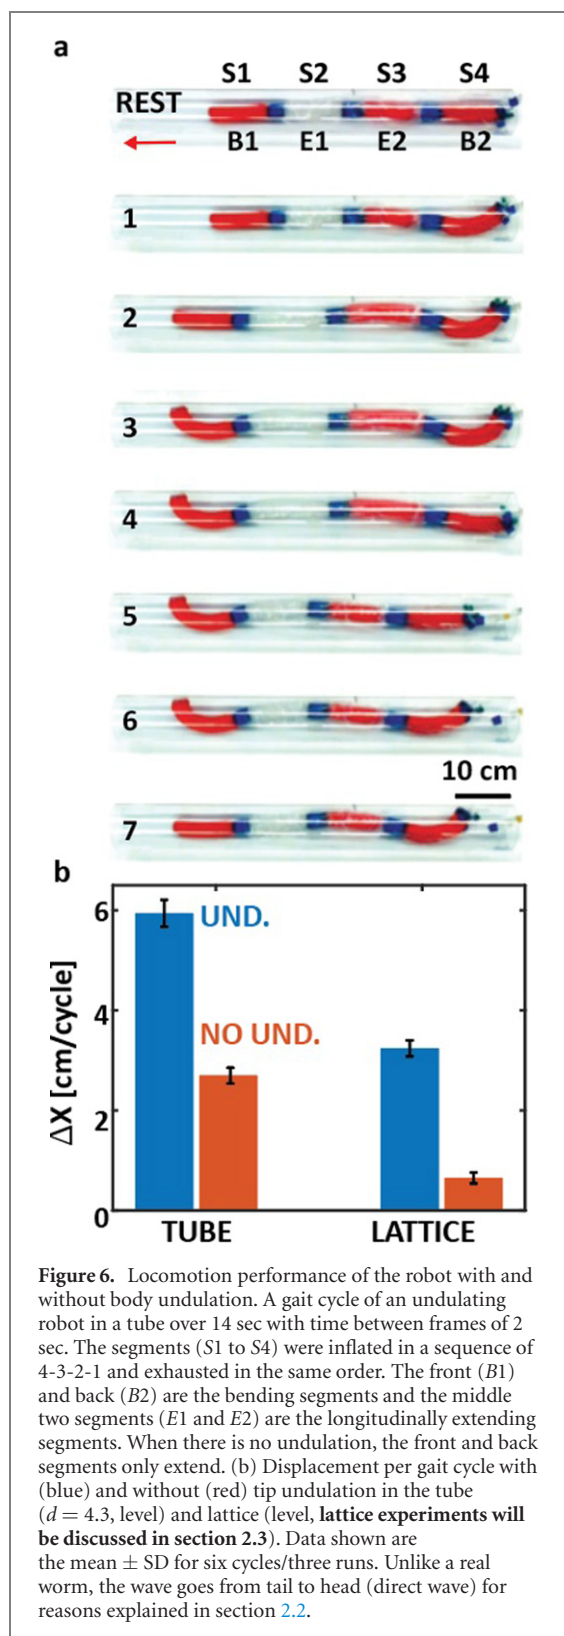 a
S1 S2 S3 S4
REST
B1 E1 E2 B2
1
2
3
4
5
6
10 cm
7
b
6
UND.
4
NO UND.
2
0
ΔX [cm/cycle]
TUBE LATTICE
Figure 6. Locomotion performance of the robot with and
without body undulation. A gait cycle of an undulating
robot in a tube over 14 sec with time between frames of 2
sec. The segments (S1 to S4) were inflated in a sequence of
4-3-2-1 and exhausted in the same order. The front (B1)
and back (B2) are the bending segments and the middle
two segments (E1 and E2) are the longitudinally extending
segments. When there is no undulation, the front and back
segments only extend. (b) Displacement per gait cycle with
(blue) and without (red) tip undulation in the tube
(d = 4.3, level) and lattice (level, lattice experiments will
be discussed in section 2.3). Data shown are
the mean ± SD for six cycles/three runs. Unlike a real
worm, the wave goes from tail to head (direct wave) for
reasons explained in section 2.2.